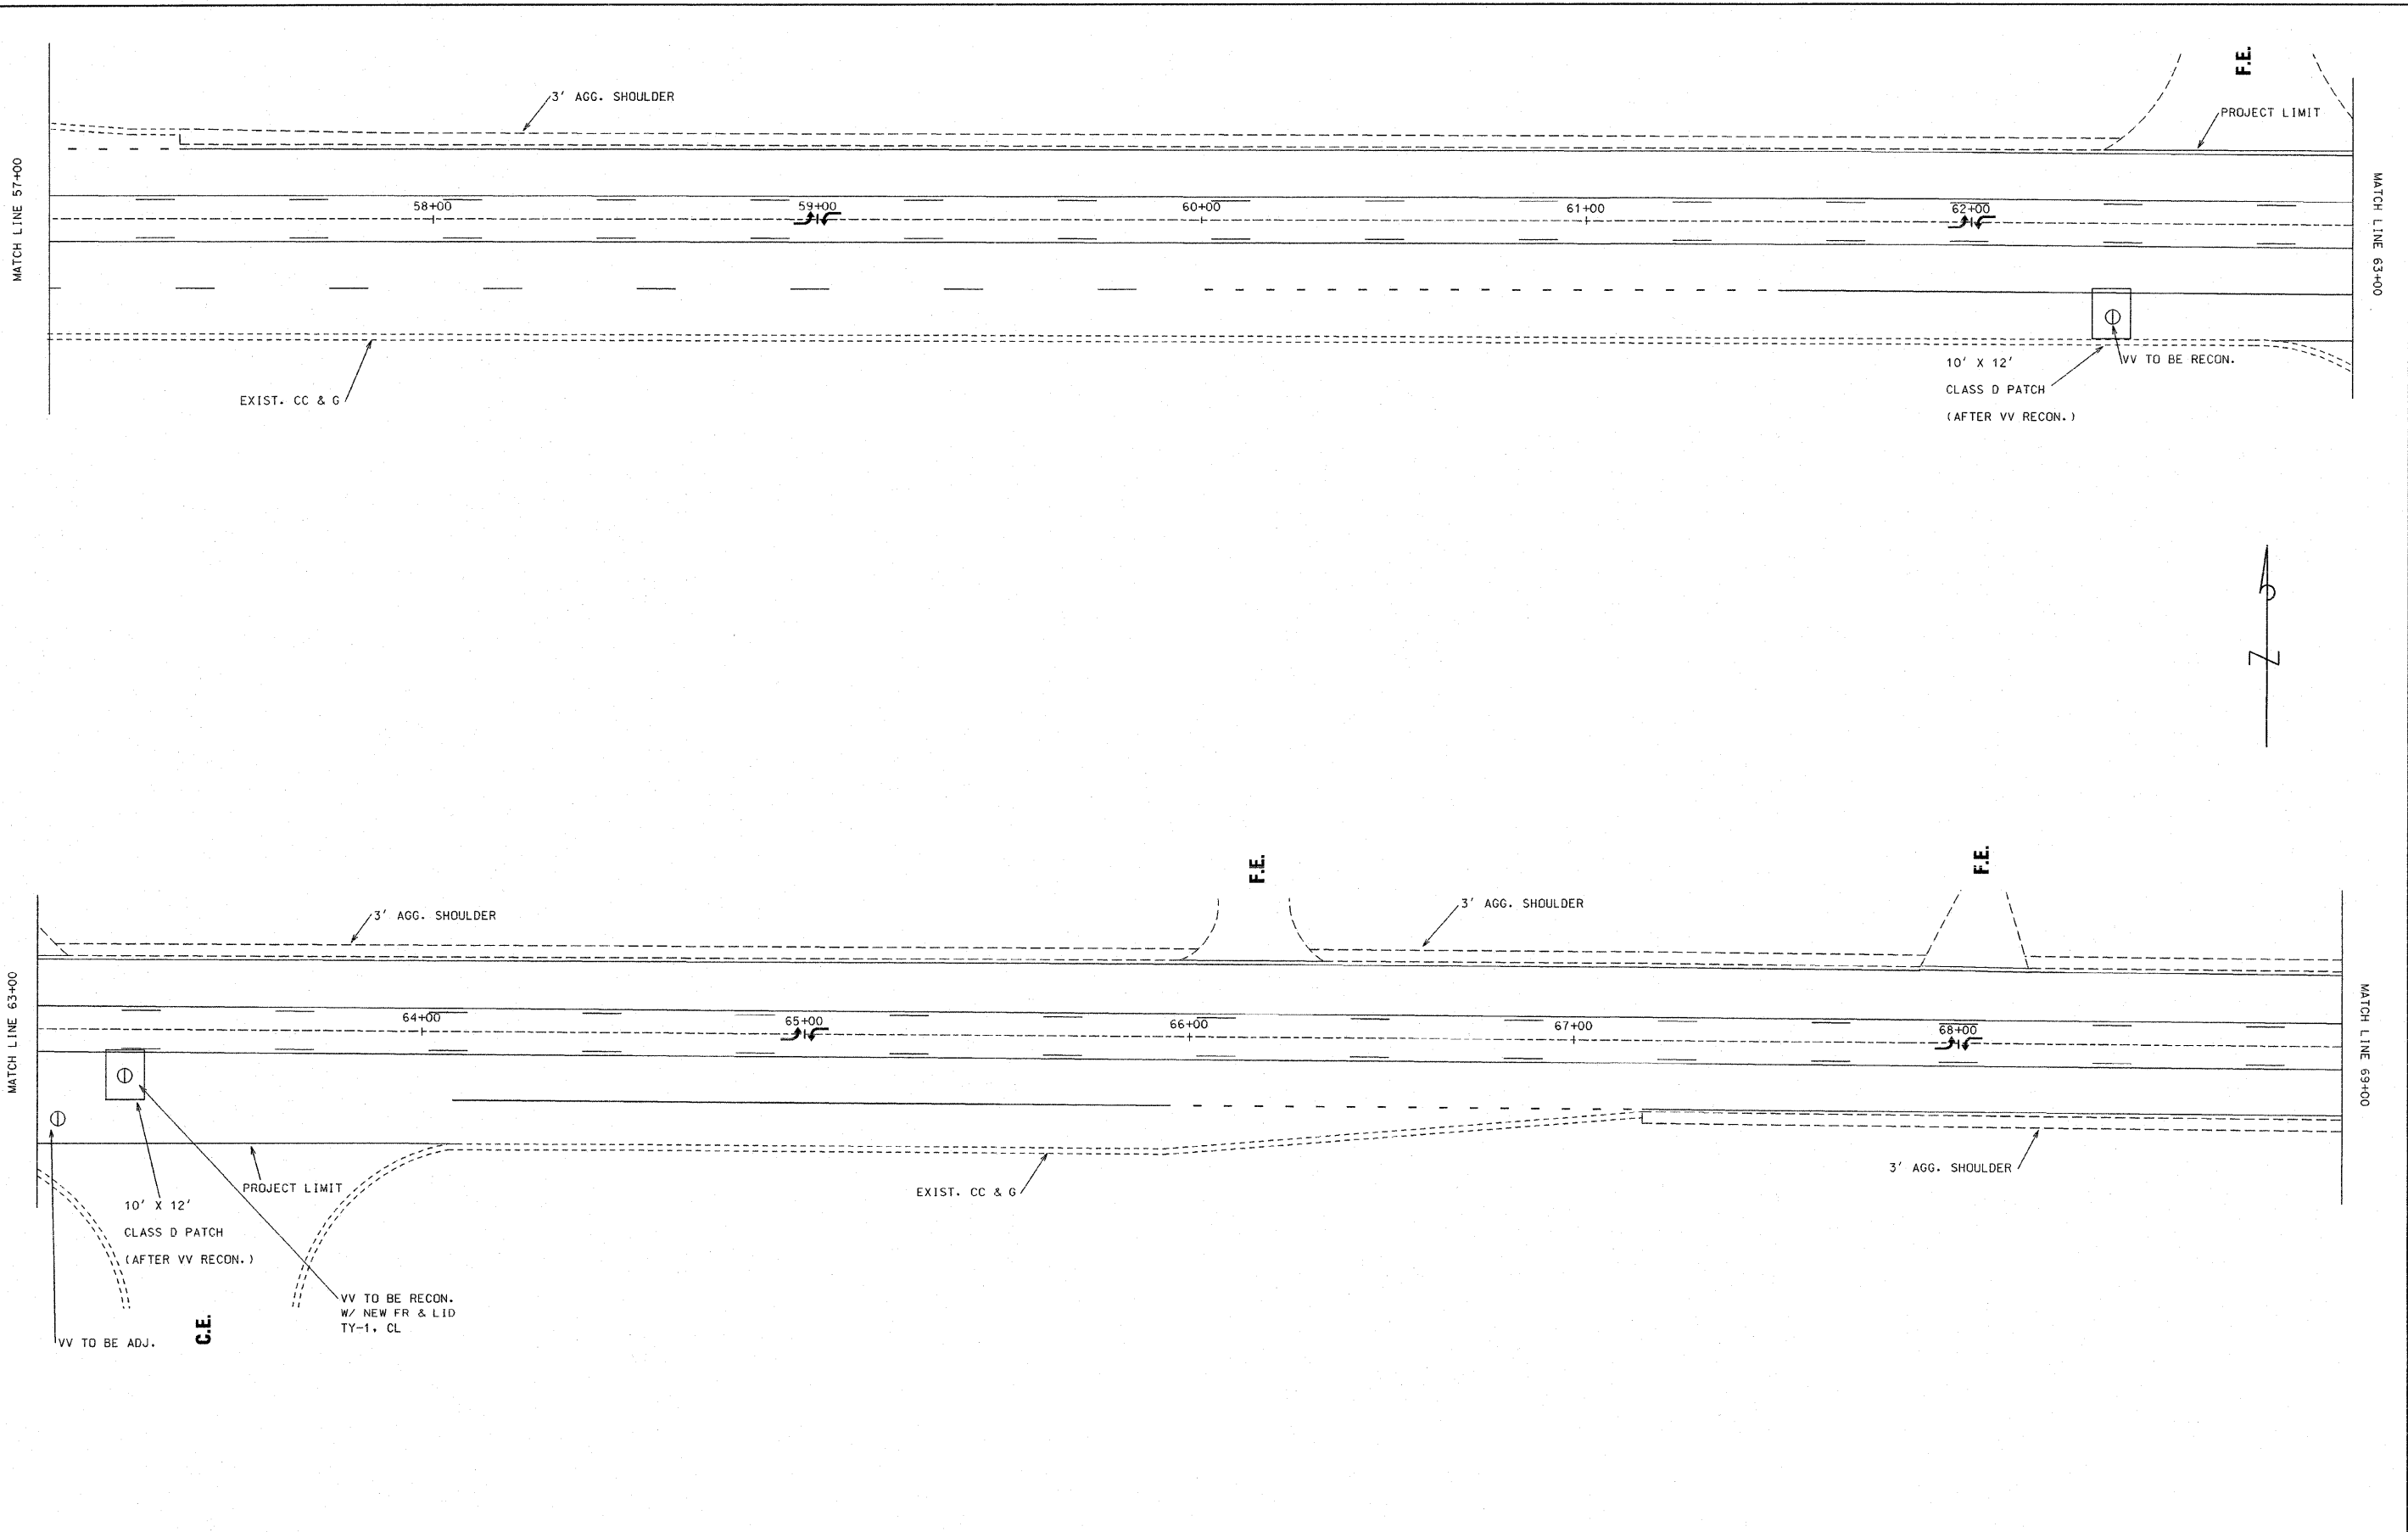 F.E.
3' AGG. SHOULDER
PROJECT LIMIT
MATCH LINE 57+00
58+00
59+00
60+00
61+00
62+00
MATCH LINE 63+00
EXIST. CC & G
10' X 12'
CLASS D PATCH
(AFTER VV RECON.)
VV TO BE RECON.
F.E.
F.E.
3' AGG. SHOULDER
3' AGG. SHOULDER
MATCH LINE 63+00
64+00
65+00
66+00
67+00
68+00
MATCH LINE 69+00
PROJECT LIMIT
10' X 12'
CLASS D PATCH
(AFTER VV RECON.)
EXIST. CC & G
3' AGG. SHOULDER
VV TO BE RECON.
W/ NEW FR & LID
TY-1, CL
VV TO BE ADJ.
C.E.